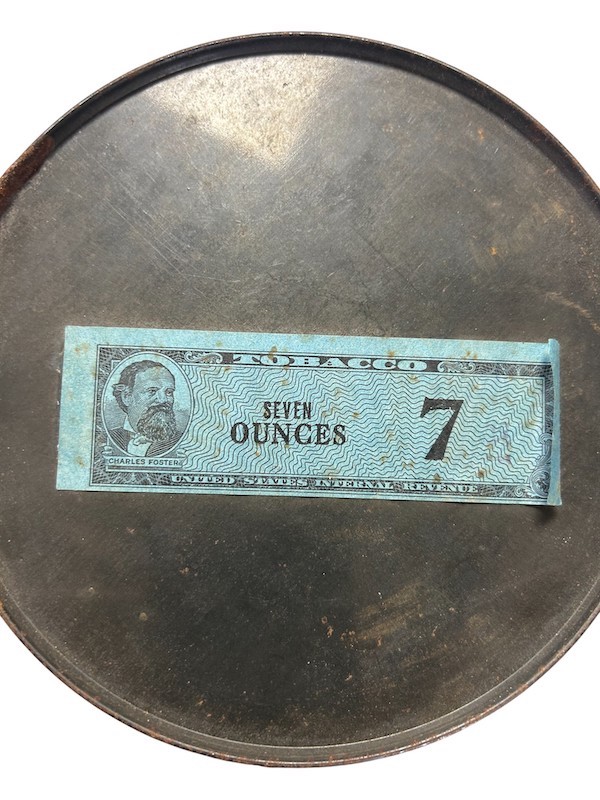 TOBACCO
SEVEN
OUNCES
7
CHARLES FOSTER
UNITED STATES INTERNAL REVENUE